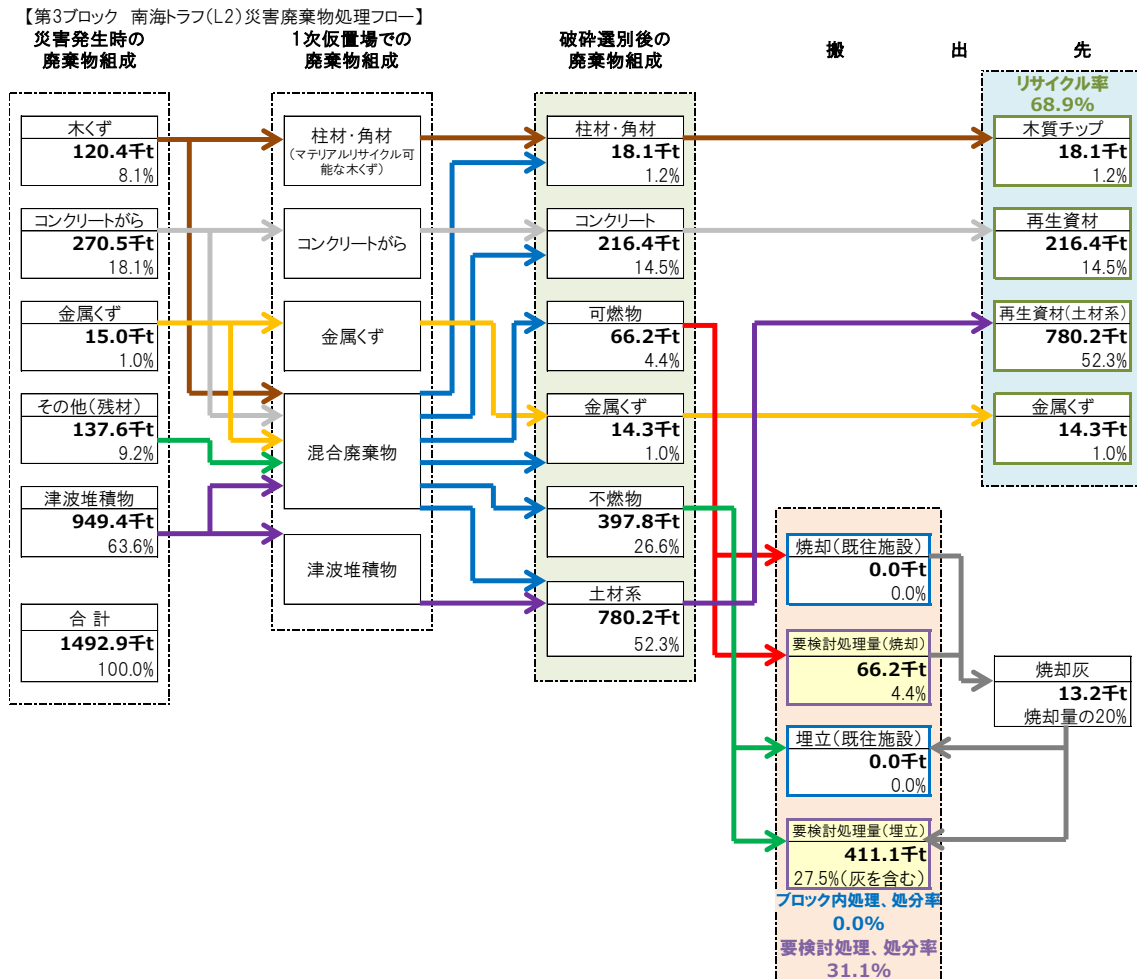 【第3ブロック 南海トラフ(L2)災害廃棄物処理フロー】
災害発生時の
廃棄物組成
1次仮置場での
廃棄物組成
破砕選別後の
廃棄物組成
搬 出 先
木くず
120.4千t
8.1%
コンクリートがら
270.5千t
18.1%
金属くず
15.0千t
1.0%
その他(残材)
137.6千t
9.2%
津波堆積物
949.4千t
63.6%
合 計
1492.9千t
100.0%
柱材・角材
(マテリアルリサイクル可
能な木くず)
コンクリートがら
金属くず
混合廃棄物
津波堆積物
柱材・角材
18.1千t
1.2%
コンクリート
216.4千t
14.5%
可燃物
66.2千t
4.4%
金属くず
14.3千t
1.0%
不燃物
397.8千t
26.6%
土材系
780.2千t
52.3%
リサイクル率
68.9%
木質チップ
18.1千t
1.2%
再生資材
216.4千t
14.5%
再生資材(土材系)
780.2千t
52.3%
金属くず
14.3千t
1.0%
焼却(既往施設)
0.0千t
0.0%
要検討処理量(焼却)
66.2千t
4.4%
埋立(既往施設)
0.0千t
0.0%
要検討処理量(埋立)
411.1千t
27.5%(灰を含む)
ブロック内処理、処分率
0.0%
要検討処理、処分率
31.1%
焼却灰
13.2千t
焼却量の20%